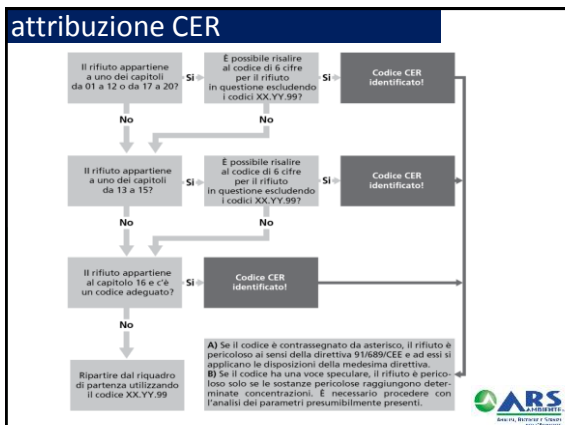 attribuzione CER
Il rifiuto appartiene
a uno dei capitoli
da 01 a 12 o da 17 a 20?
Si
È possibile risalire
al codice di 6 cifre
per il rifiuto
in questione escludendo
i codici XX.YY.99?
Si
Codice CER
identificato!
No
No
Il rifiuto appartiene
a uno dei capitoli
da 13 a 15?
Si
È possibile risalire
al codice di 6 cifre
per il rifiuto
in questione escludendo
i codici XX.YY.99?
Si
Codice CER
identificato!
No
No
Il rifiuto appartiene
al capitolo 16 e c'è
un codice adeguato?
Si
Codice CER
identificato!
No
Ripartire dal riquadro
di partenza utilizzando
il codice XX.YY.99
A) Se il codice è contrassegnato da asterisco, il rifiuto è
pericoloso ai sensi della direttiva 91/689/CEE e ad essi si
applicano le disposizioni della medesima direttiva.
B) Se il codice ha una voce speculare, il rifiuto è perico-
loso solo se le sostanze pericolose raggiungono deter-
minate concentrazioni. È necessario procedere con
l'analisi dei parametri presumibilmente presenti.
ARS
AMBIENTE